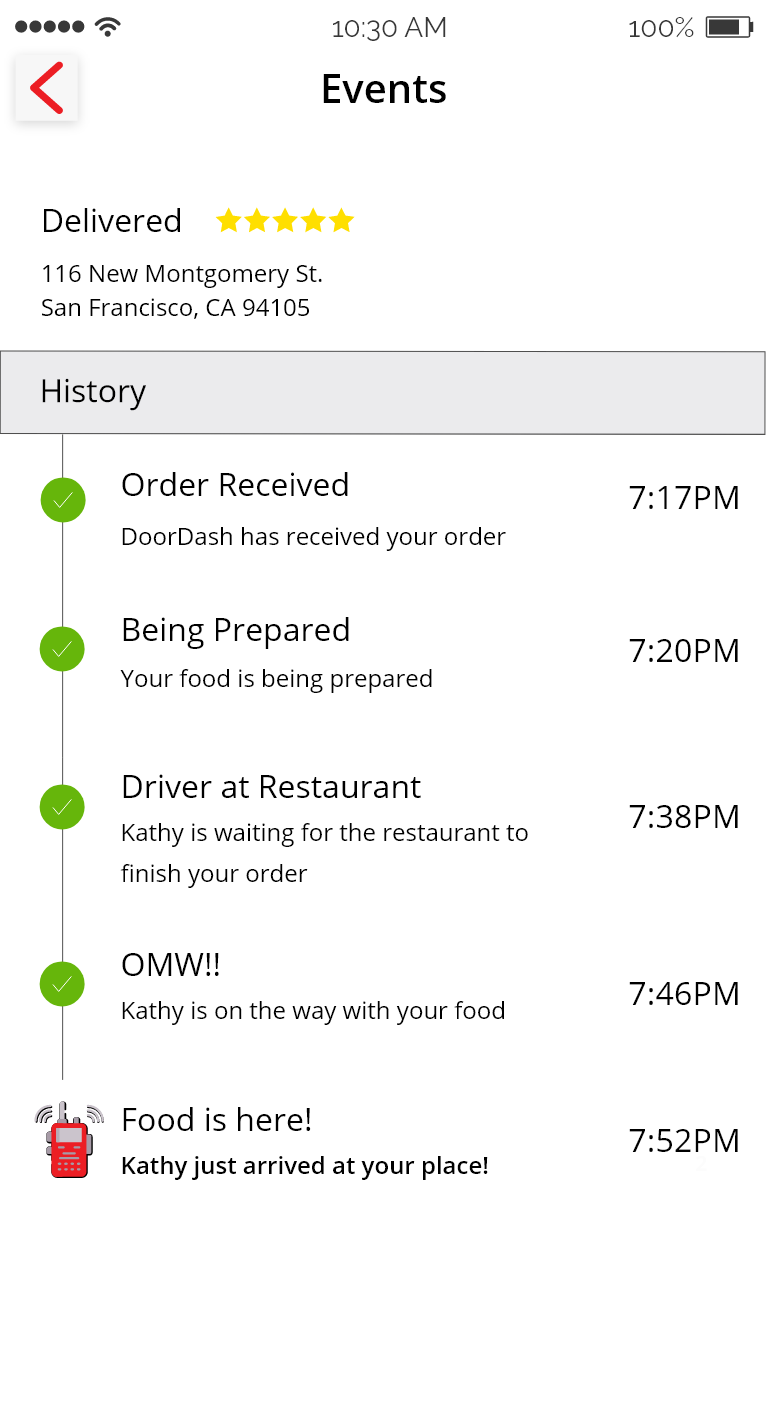 10:30 AM 100%
Events
Delivered
116 New Montgomery St.
San Francisco, CA 94105
History
Order Received
7:17PM
DoorDash has received your order
Being Prepared
7:20PM
Your food is being prepared
Driver at Restaurant
7:38PM
Kathy is waiting for the restaurant to
finish your order
OMW!!
7:46PM
Kathy is on the way with your food
Food is here!
7:52PM
Kathy just arrived at your place!